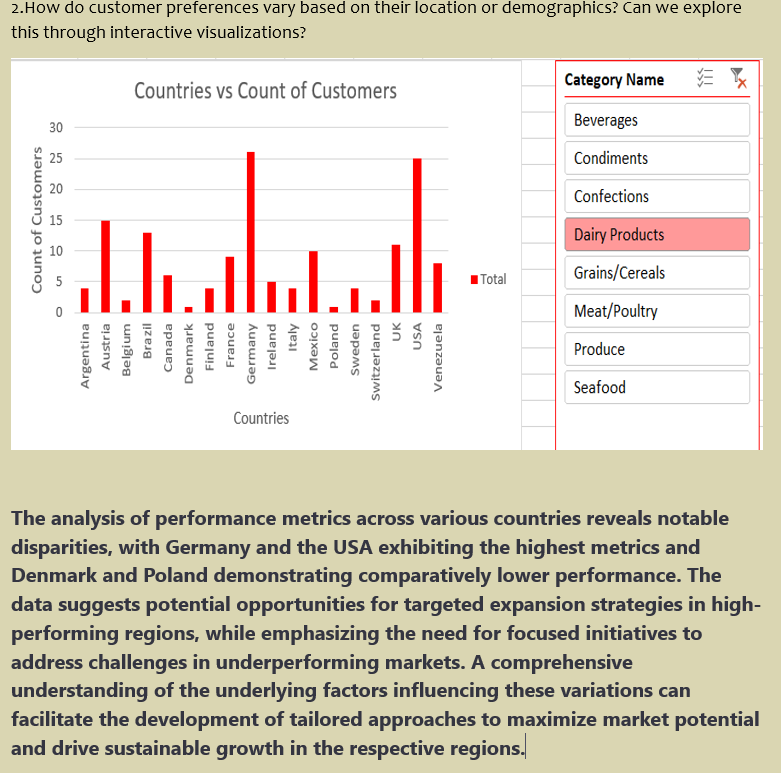 2.How do customer preferences vary based on their location or demographics? Can we explore
this through interactive visualizations?
Countries vs Count of Customers
Count of Customers
30
25
20
15
10
5
0
Argentina
Austria
Belgium
Brazil
Canada
Denmark
Finland
France
Germany
Ireland
Italy
Mexico
Poland
Sweden
Switzerland
UK
USA
Venezuela
Countries
Total
Category Name
Beverages
Condiments
Confections
Dairy Products
Grains/Cereals
Meat/Poultry
Produce
Seafood
The analysis of performance metrics across various countries reveals notable
disparities, with Germany and the USA exhibiting the highest metrics and
Denmark and Poland demonstrating comparatively lower performance. The
data suggests potential opportunities for targeted expansion strategies in high-
performing regions, while emphasizing the need for focused initiatives to
address challenges in underperforming markets. A comprehensive
understanding of the underlying factors influencing these variations can
facilitate the development of tailored approaches to maximize market potential
and drive sustainable growth in the respective regions.